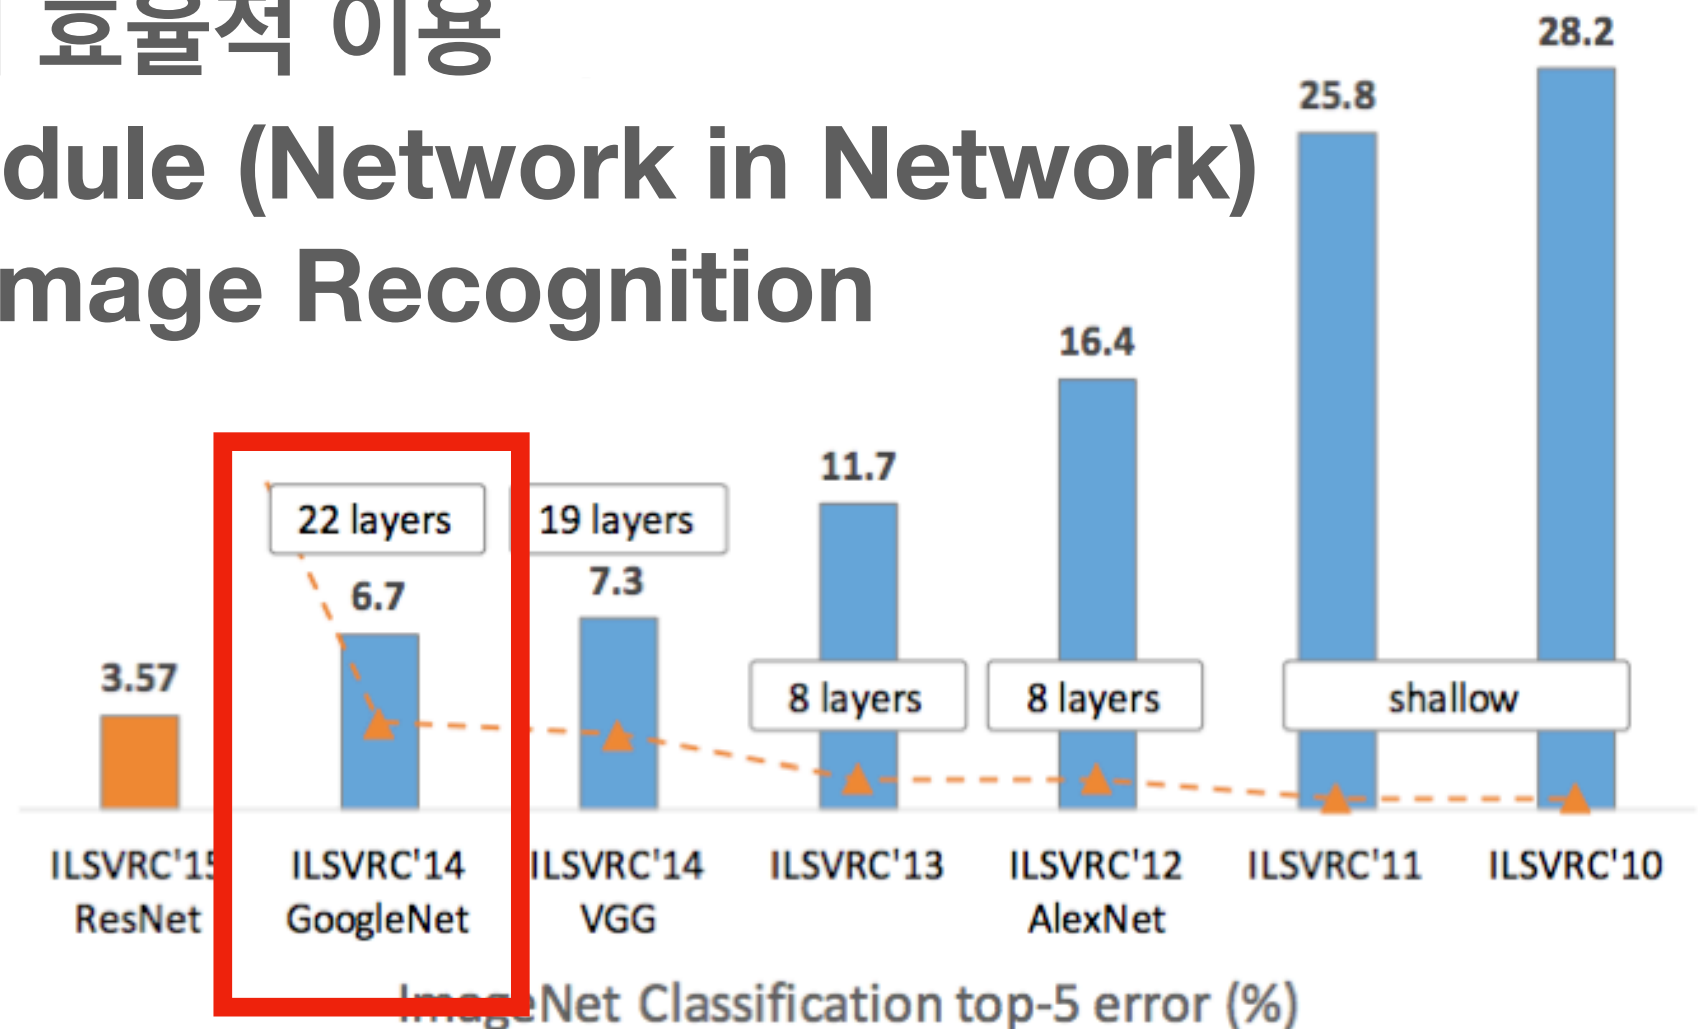 효율적 이용
dule (Network in Network)
mage Recognition
28.2
25.8
16.4
11.7
22 layers
19 layers
6.7
7.3
3.57
8 layers
8 layers
shallow
ILSVRC'15
ResNet
ILSVRC'14
GoogleNet
ILSVRC'14
VGG
ILSVRC'13
ILSVRC'12
AlexNet
ILSVRC'11
ILSVRC'10
ImageNet Classification top-5 error (%)